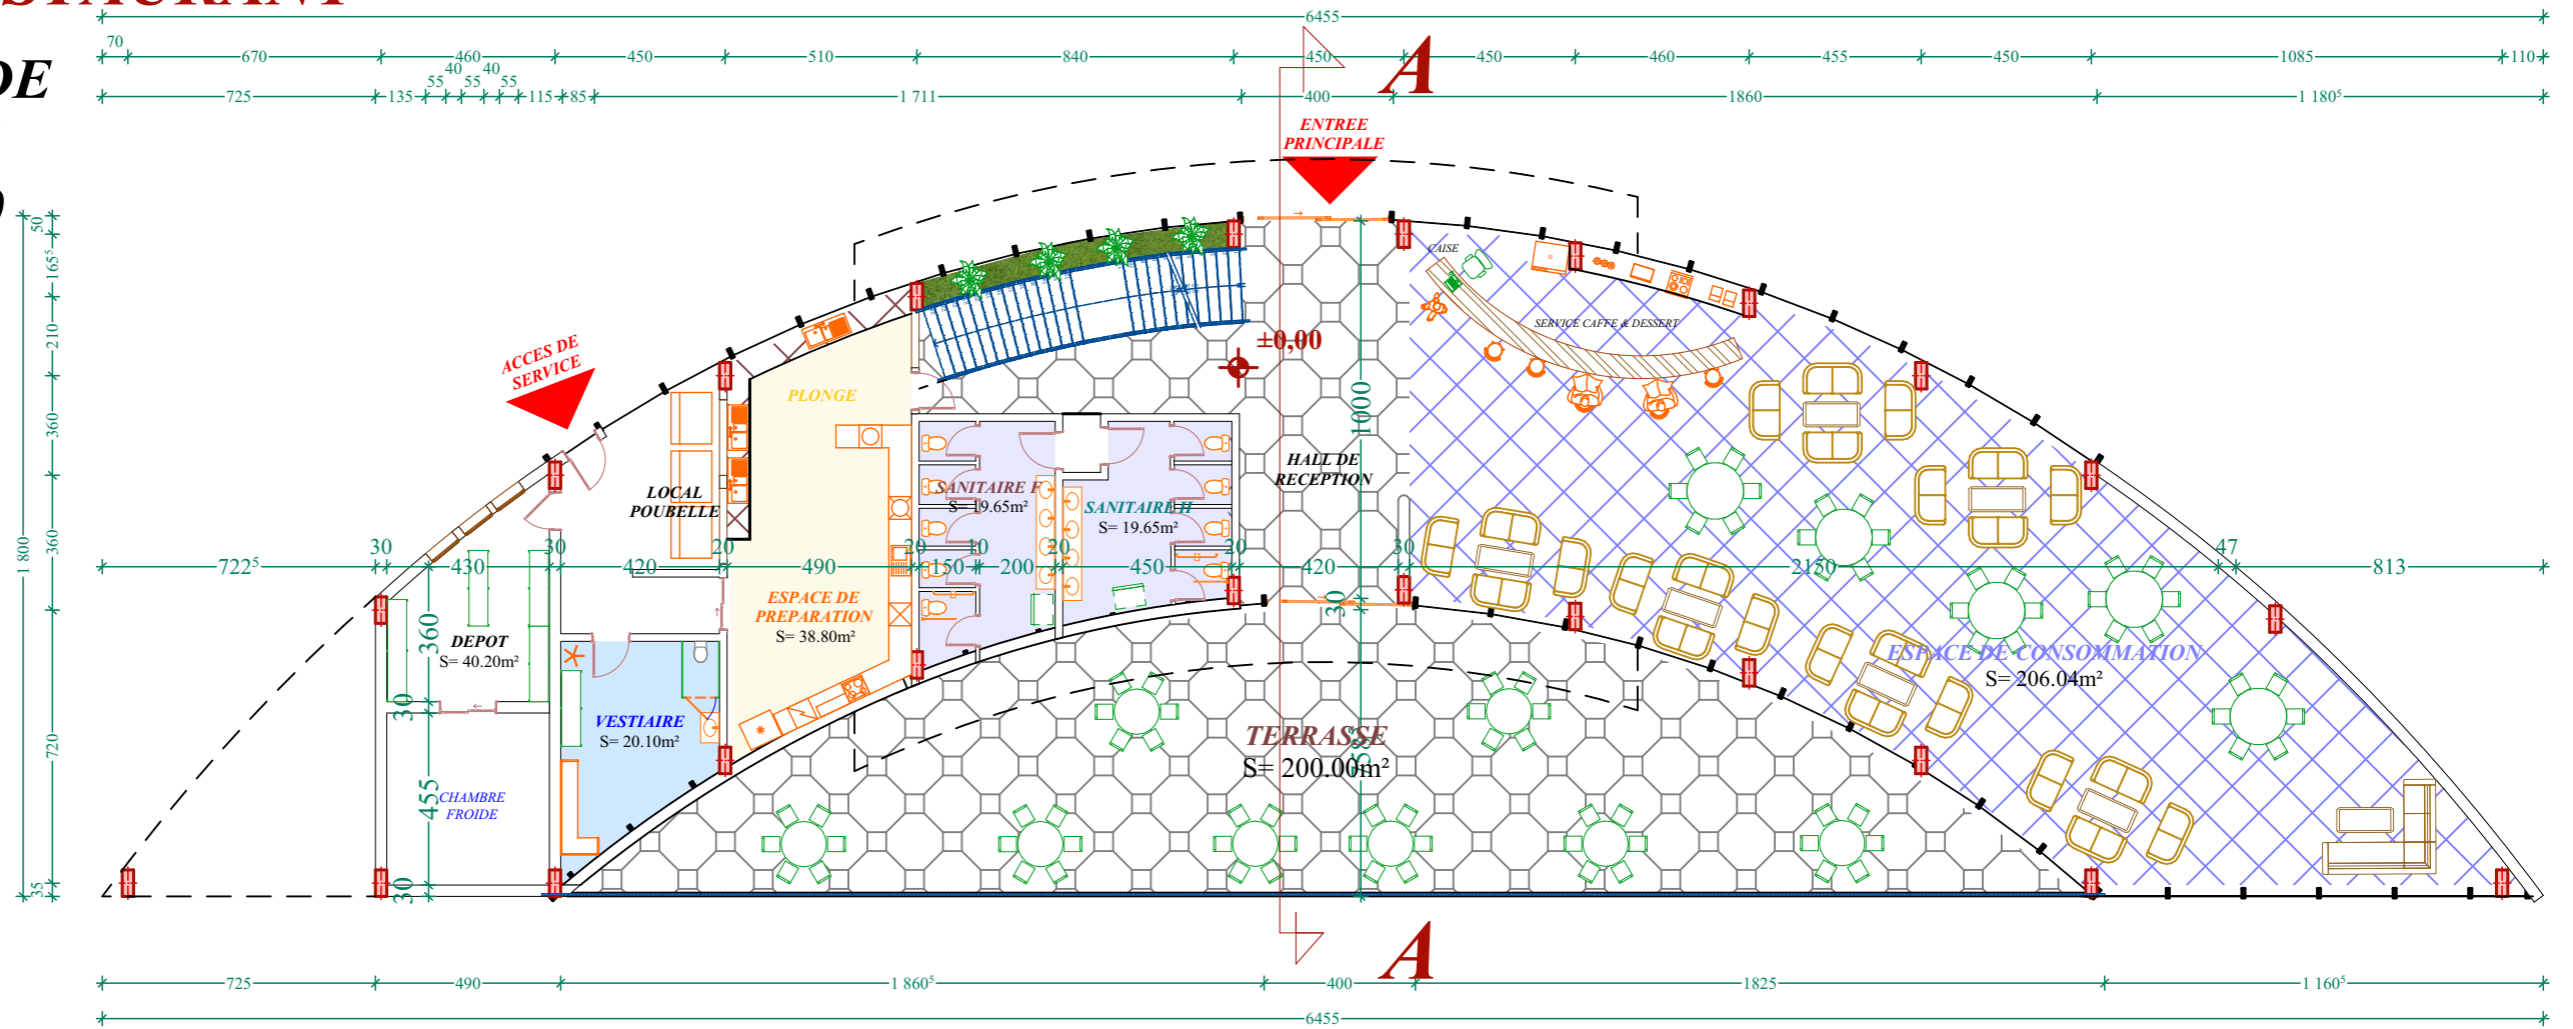 STAURANT
DE
)
6455
70 670 460 450 510 840 450 450 460 455 450 1085 110
725 135 55 40 55 40 55 115 85 1 711 400 1860 1 180⁵
A
ENTREE
PRINCIPALE
ACCES DE
SERVICE
CAISE
SERVICE CAFFE & DESSERT
±0,00
PLONGE
1000
HALL DE
RECEPTION
LOCAL
POUBELLE
SANITAIRE F
S= 19.65m²
SANITAIRE H
S= 19.65m²
30 30 20 20 10 20 20 30 47
722⁵ 430 420 490 150 200 450 420 2150 813
30
ESPACE DE
PREPARATION
S= 38.80m²
360
DEPOT
S= 40.20m²
30
VESTIAIRE
S= 20.10m²
ESPACE DE CONSOMMATION
S= 206.04m²
TERRASSE
S= 200.00m²
455
CHAMBRE
FROIDE
30
1 800
50
165⁵
210
360
360
720
35
A
725 490 1 860⁵ 400 1825 1 160⁵
6455